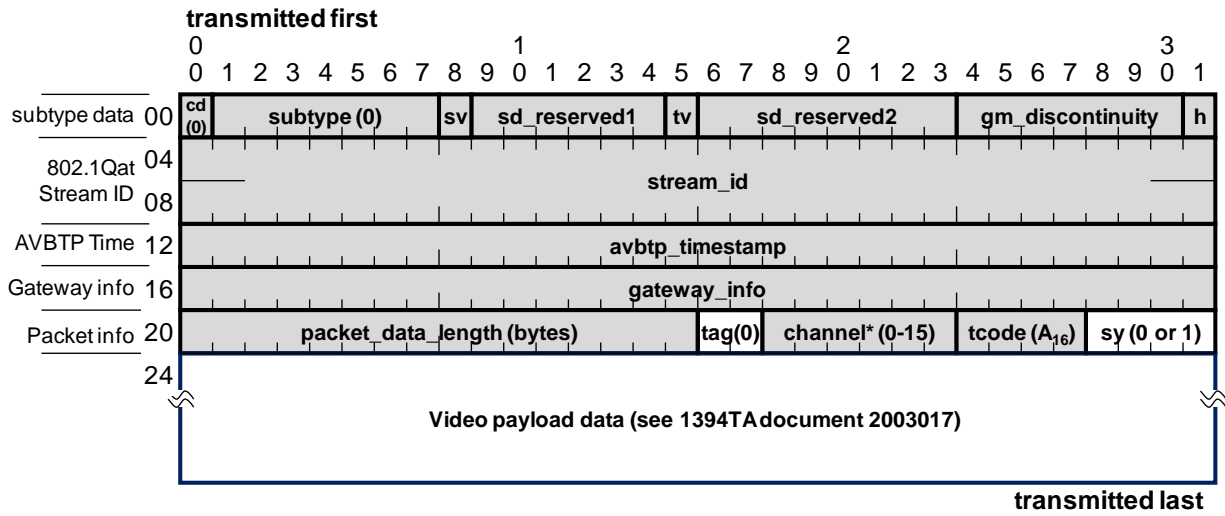 transmitted first
0 1 2 3
0 1 2 3 4 5 6 7 8 9 0 1 2 3 4 5 6 7 8 9 0 1 2 3 4 5 6 7 8 9 0 1
subtype data 00 cd (0) subtype (0) sv sd_reserved1 tv sd_reserved2 gm_discontinuity h
802.1Qat Stream ID 04 08 stream_id
AVBTP Time 12 avbtp_timestamp
Gateway info 16 gateway_info
Packet info 20 packet_data_length (bytes) tag(0) channel* (0-15) tcode (A₁₆) sy (0 or 1)
24
Video payload data (see 1394TA document 2003017)
transmitted last